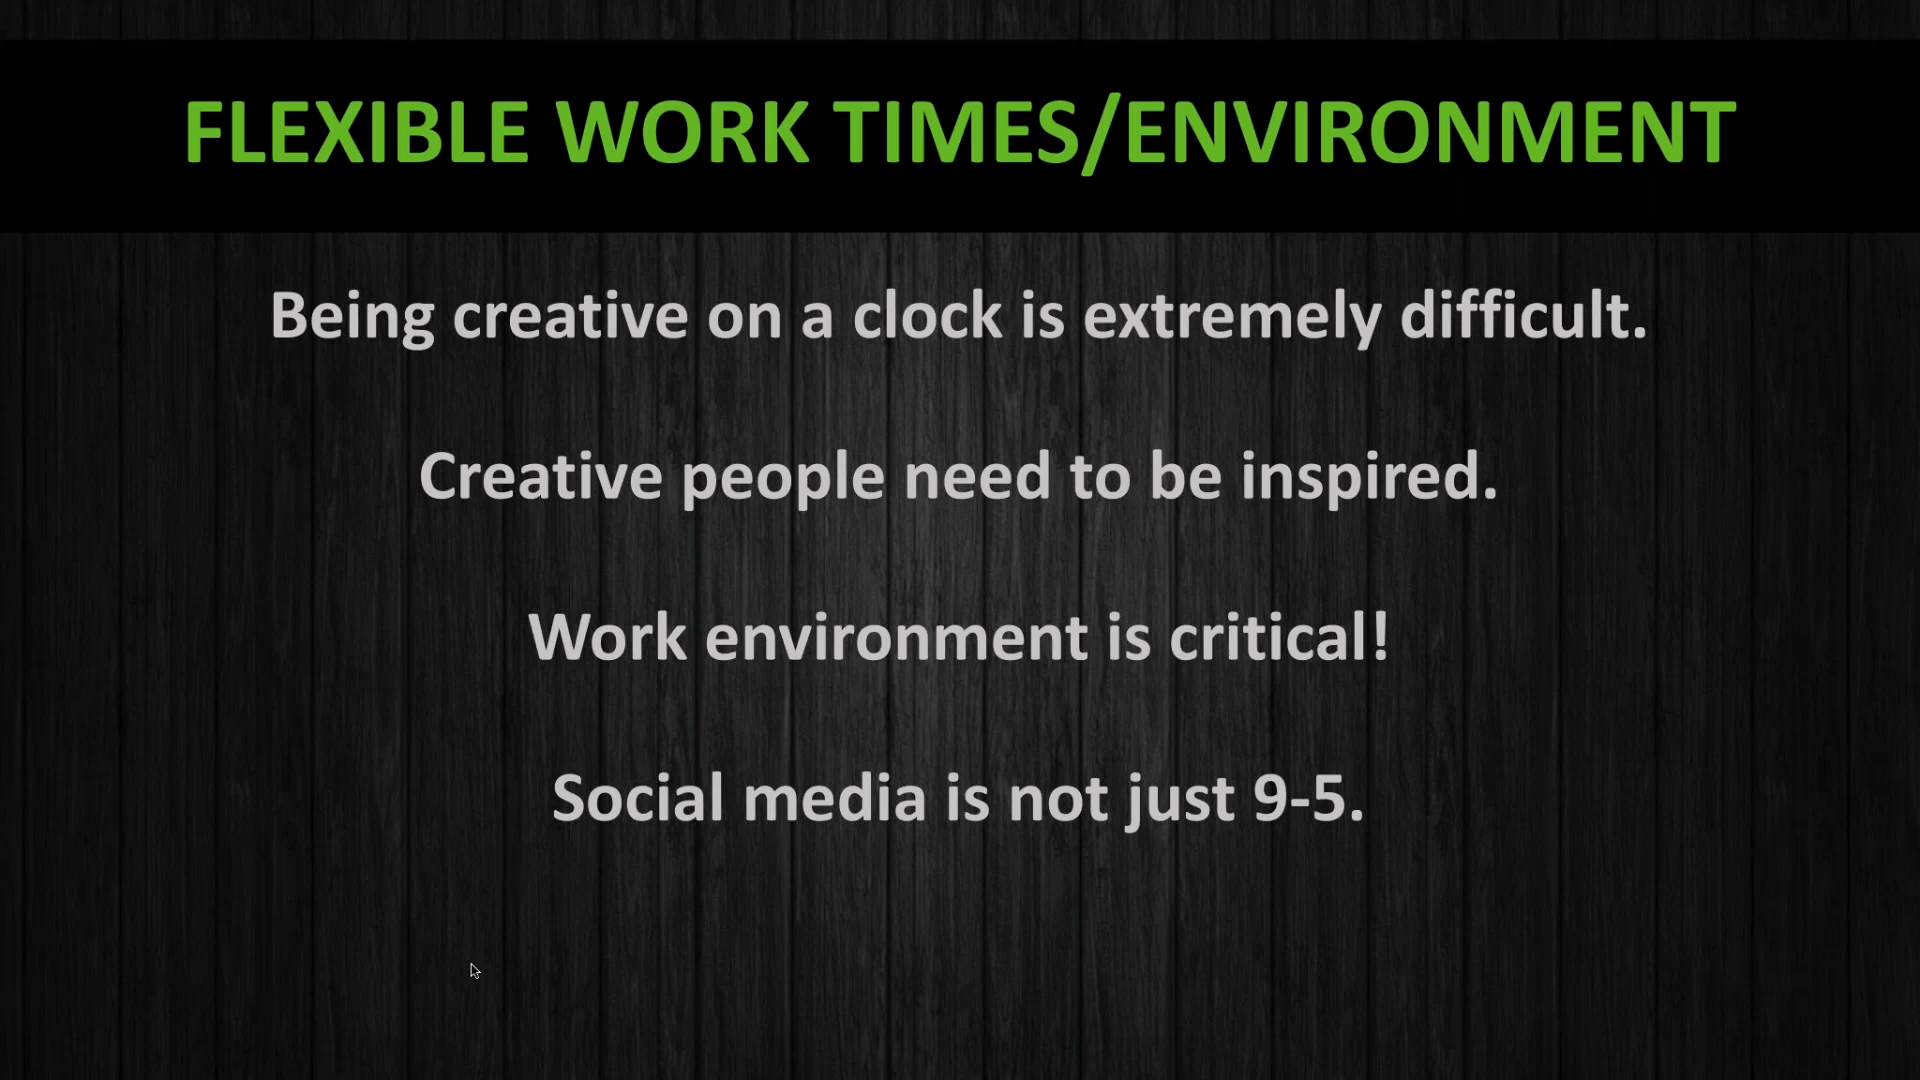 FLEXIBLE WORK TIMES/ENVIRONMENT
Being creative on a clock is extremely difficult.
Creative people need to be inspired.
Work environment is critical!
Social media is not just 9-5.